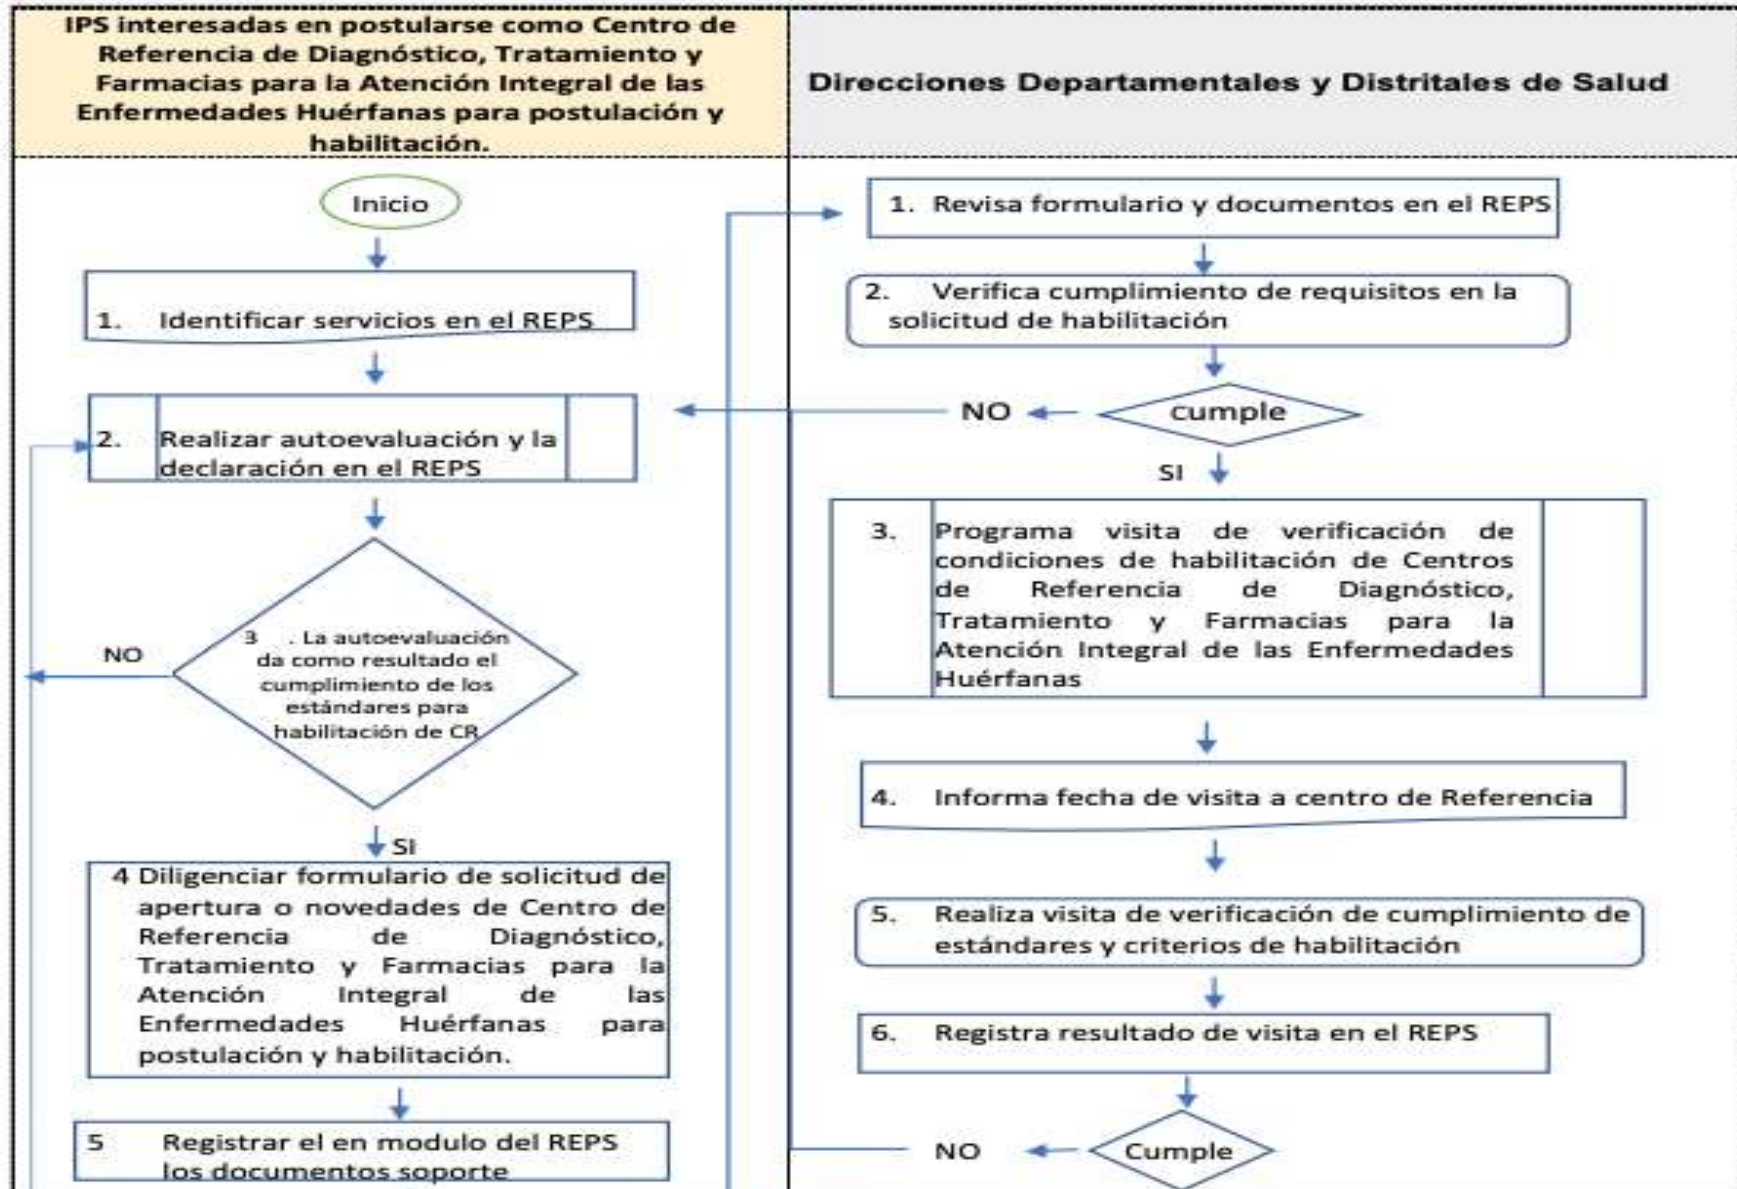 IPS interesadas en postularse como Centro de
Referencia de Diagnóstico, Tratamiento y
Farmacias para la Atención Integral de las
Enfermedades Huérfanas para postulación y
habilitación.
Inicio
1. Identificar servicios en el REPS
2. Realizar autoevaluación y la
declaración en el REPS
3 . La autoevaluación
da como resultado el
cumplimiento de los
estándares para
habilitación de CR
NO
SI
4 Diligenciar formulario de solicitud de
apertura o novedades de Centro de
Referencia de Diagnóstico,
Tratamiento y Farmacias para la
Atención Integral de las
Enfermedades Huérfanas para
postulación y habilitación.
5 Registrar el en modulo del REPS
los documentos soporte
Direcciones Departamentales y Distritales de Salud
1. Revisa formulario y documentos en el REPS
2. Verifica cumplimiento de requisitos en la
solicitud de habilitación
cumple
NO
SI
3. Programa visita de verificación de
condiciones de habilitación de Centros
de Referencia de Diagnóstico,
Tratamiento y Farmacias para la
Atención Integral de las Enfermedades
Huérfanas
4. Informa fecha de visita a centro de Referencia
5. Realiza visita de verificación de cumplimiento de
estándares y criterios de habilitación
6. Registra resultado de visita en el REPS
NO
Cumple